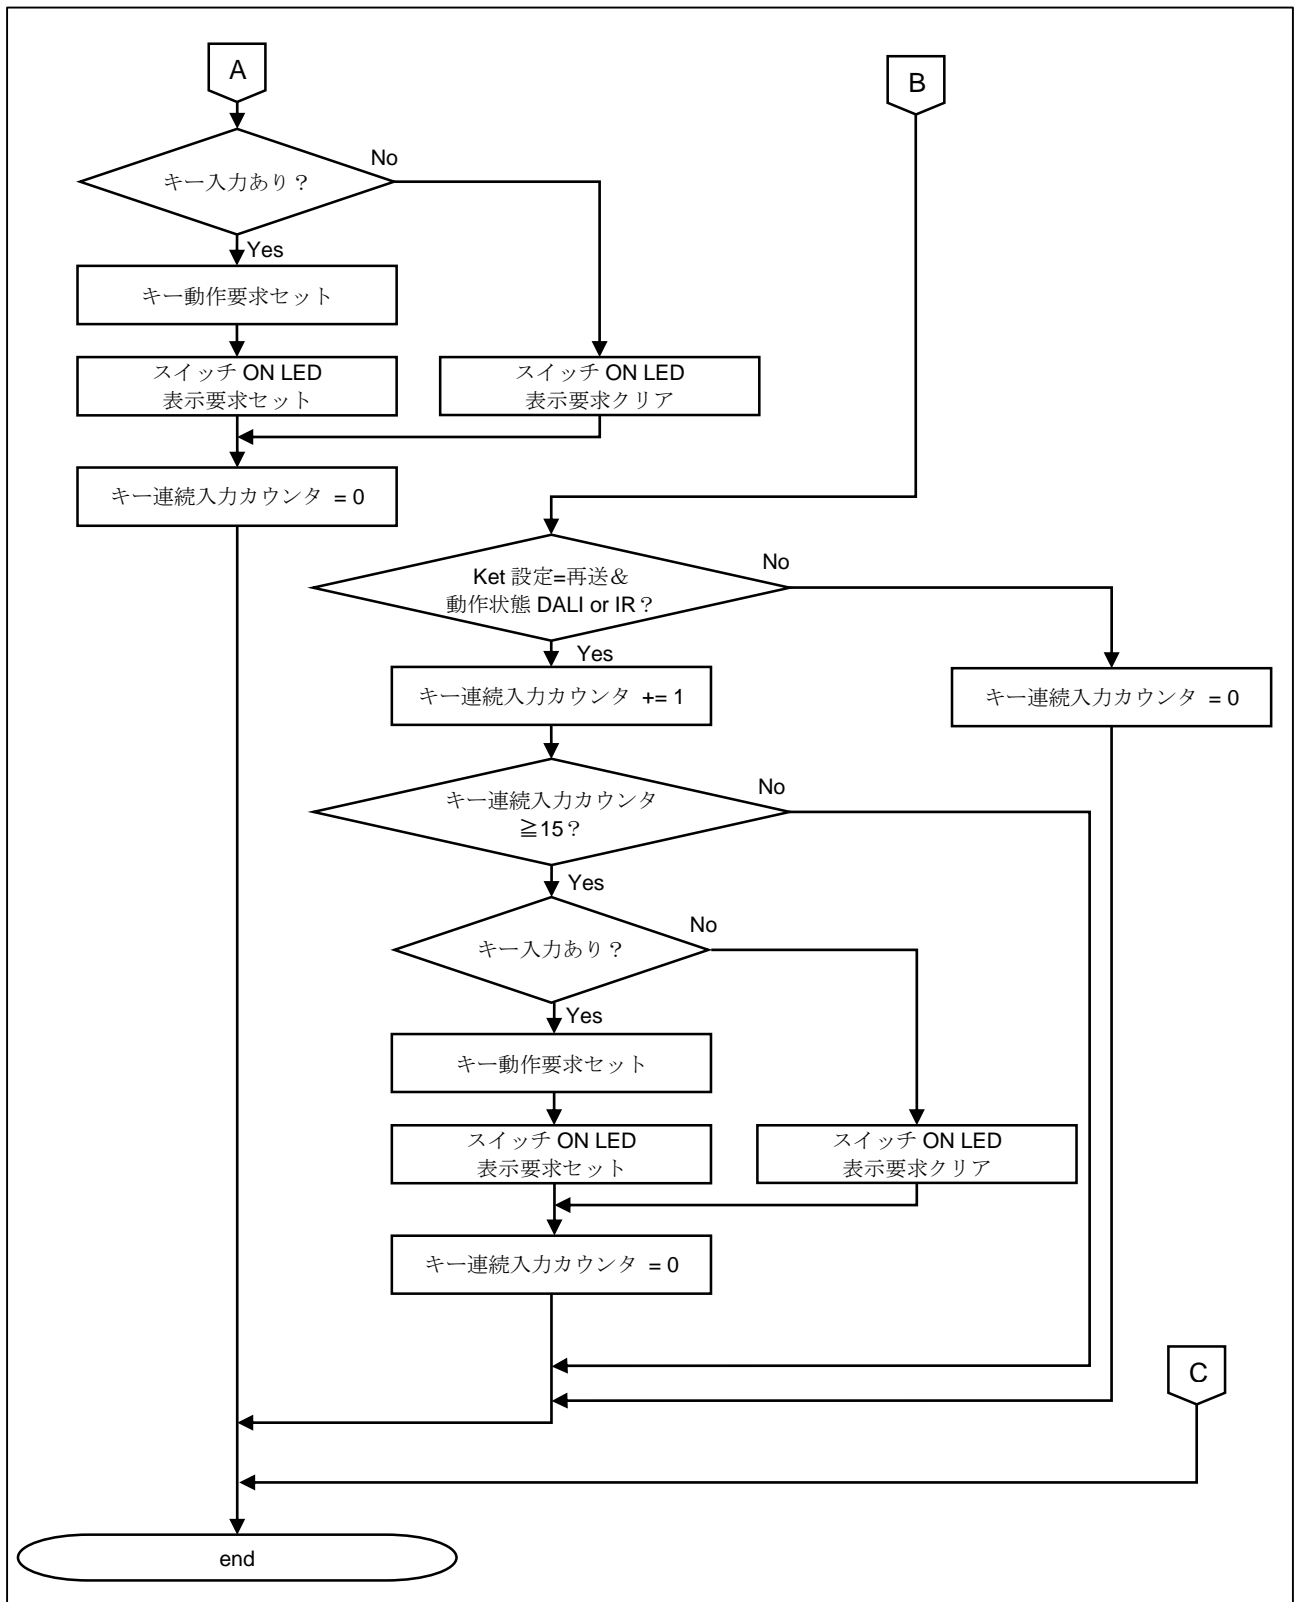 A
キー入力あり？
No
Yes
キー動作要求セット
スイッチ ON LED
表示要求セット
スイッチ ON LED
表示要求クリア
キー連続入力カウンタ = 0
B
Ket 設定=再送＆
動作状態 DALI or IR？
No
Yes
キー連続入力カウンタ += 1
キー連続入力カウンタ = 0
キー連続入力カウンタ
≧15？
No
Yes
キー入力あり？
No
Yes
キー動作要求セット
スイッチ ON LED
表示要求セット
スイッチ ON LED
表示要求クリア
キー連続入力カウンタ = 0
C
end